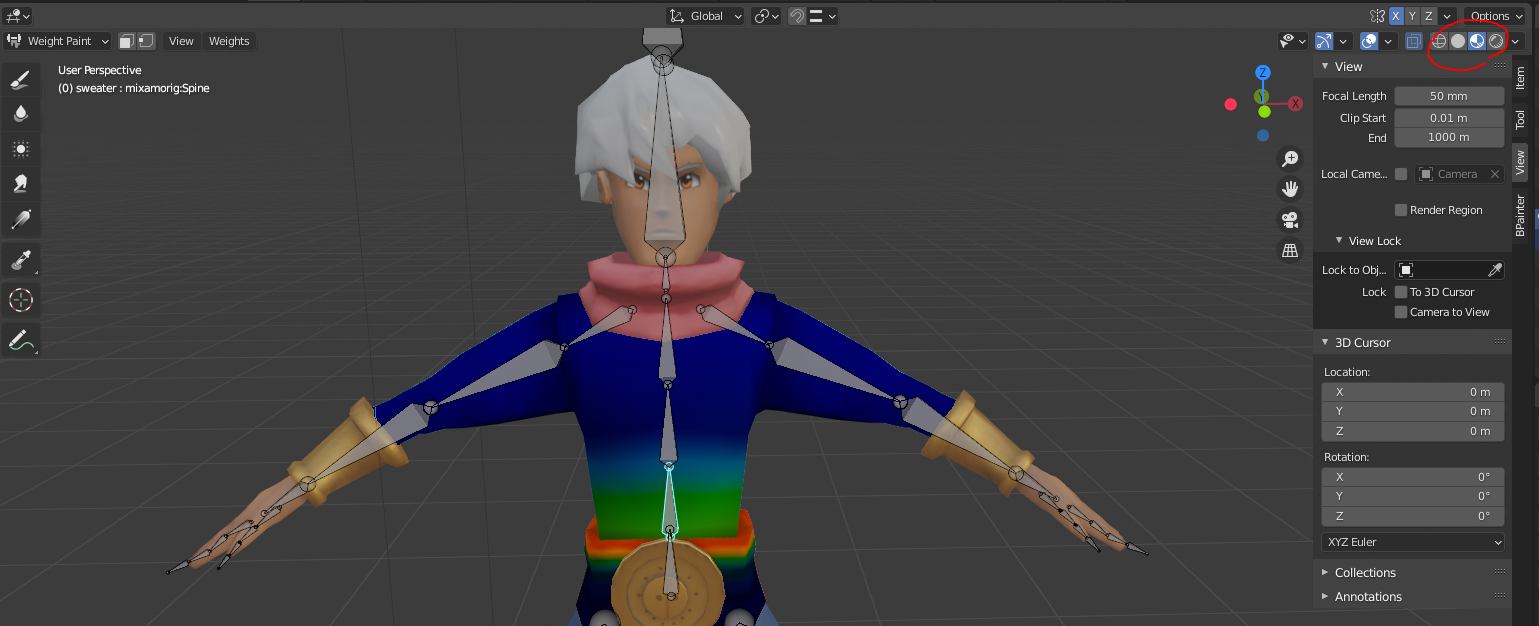 Global
X Y Z
Options
Weight Paint
View
Weights
User Perspective
(0) sweater : mixamorig:Spine
Z
Y
X
View
Focal Length 50 mm
Clip Start 0.01 m
End 1000 m
Local Came... Camera
Render Region
View Lock
Lock to Obj...
Lock To 3D Cursor
Camera to View
3D Cursor
Location:
X 0 m
Y 0 m
Z 0 m
Rotation:
X 0°
Y 0°
Z 0°
XYZ Euler
Collections
Annotations
Item
Tool
View
BPainter